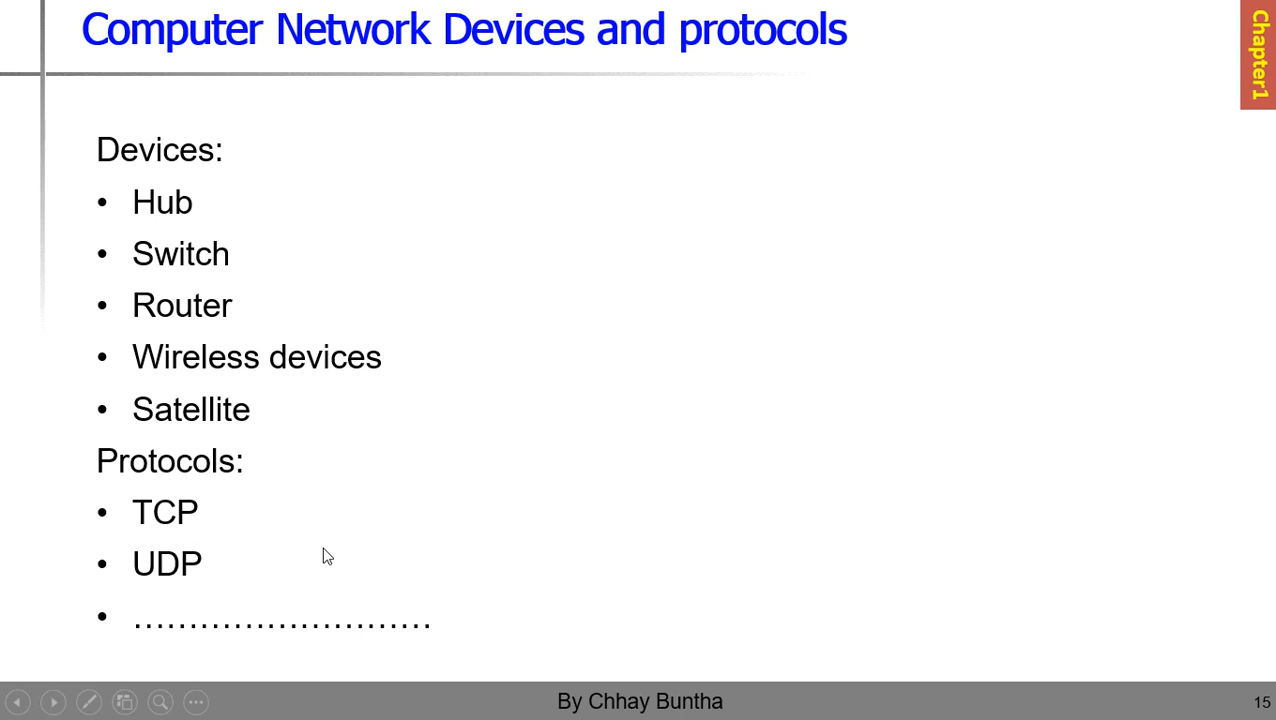 Computer Network Devices and protocols
Chapter1
Devices:
• Hub
• Switch
• Router
• Wireless devices
• Satellite
Protocols:
• TCP
• UDP
• ………………………
By Chhay Buntha
15